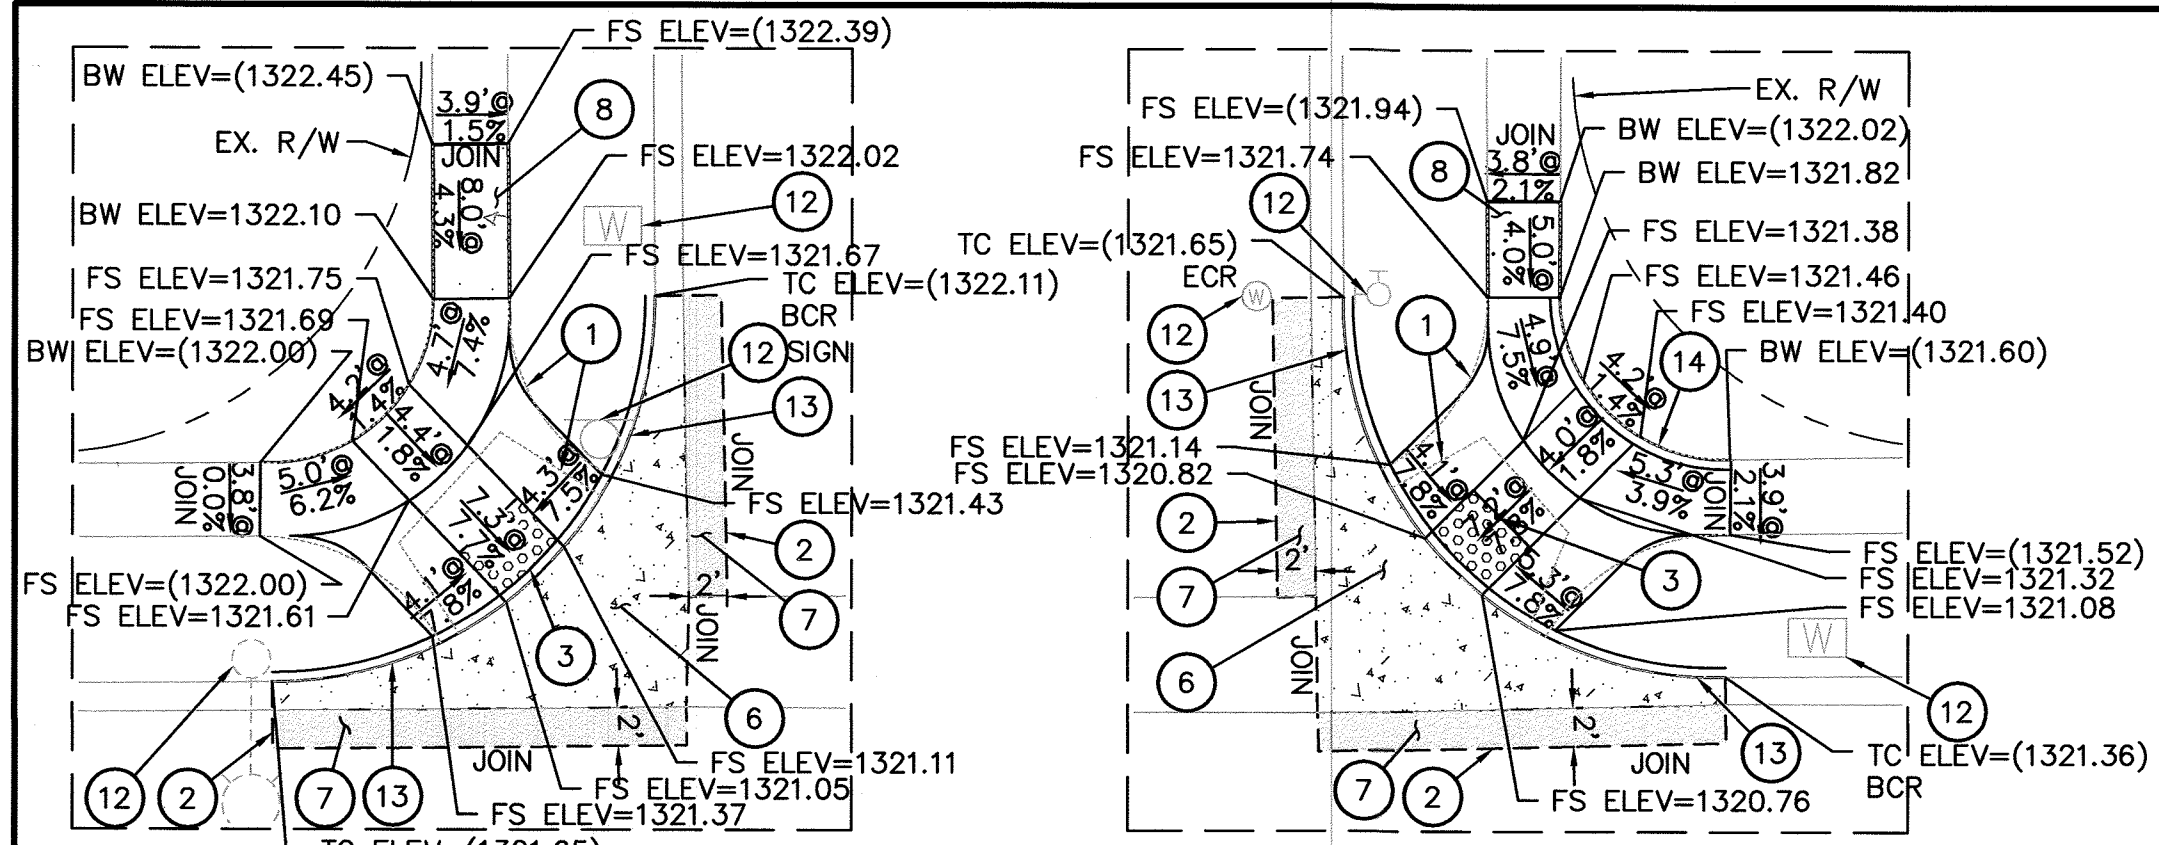 FS ELEV=(1322.39)
BW ELEV=(1322.45)
3.9'@
1.5%
8
EX. R/W
JOIN
FS ELEV=1322.02
8.0'@
4.3%
W
12
BW ELEV=1322.10
FS ELEV=1321.67
FS ELEV=1321.75
TC ELEV=(1322.11)
BCR
FS ELEV=1321.69
4.7'@
7.4%
1
BW ELEV=(1322.00)
12
SIGN
4.2'@
1.4%
13
4.4'@
1.8%
JOIN
3.8'@
0.0%
JOIN
5.0'@
6.2%
4.3'@
7.5%
FS ELEV=1321.43
7.3'@
7.7%
2
FS ELEV=(1322.00)
FS ELEV=1321.61
2'
7
JOIN
3
12
6
FS ELEV=1321.11
JOIN
2'
12
2
7
13
FS ELEV=1321.05
FS ELEV=1321.37
EX. R/W
FS ELEV=(1321.94)
JOIN
BW ELEV=(1322.02)
FS ELEV=1321.74
8
3.8'@
2.1%
BW ELEV=1321.82
12
5.0'@
4.0%
FS ELEV=1321.38
TC ELEV=(1321.65)
ECR
W
FS ELEV=1321.46
12
1
FS ELEV=1321.40
4.9'@
7.5%
14
BW ELEV=(1321.60)
13
4.2'@
1.4%
JOIN
4.0'@
1.8%
FS ELEV=1321.14
FS ELEV=1320.82
7.8%
5.3'@
3.9%
JOIN
3.9'@
2.1%
2
FS ELEV=(1321.52)
FS ELEV=1321.32
FS ELEV=1321.08
2'
7
3
7.8%
W
JOIN
6
12
2'
JOIN
13
TC ELEV=(1321.36)
BCR
7
2
FS ELEV=1320.76